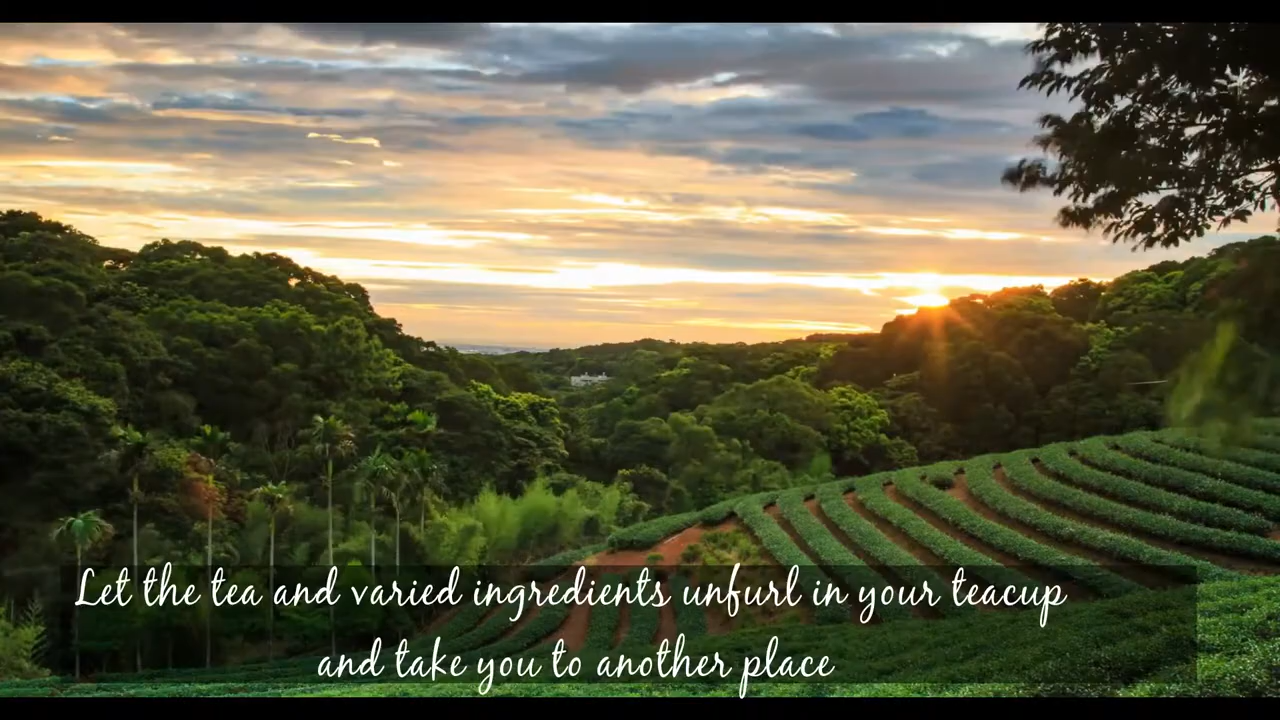 Let the tea and varied ingredients unfurl in your teacup
and take you to another place